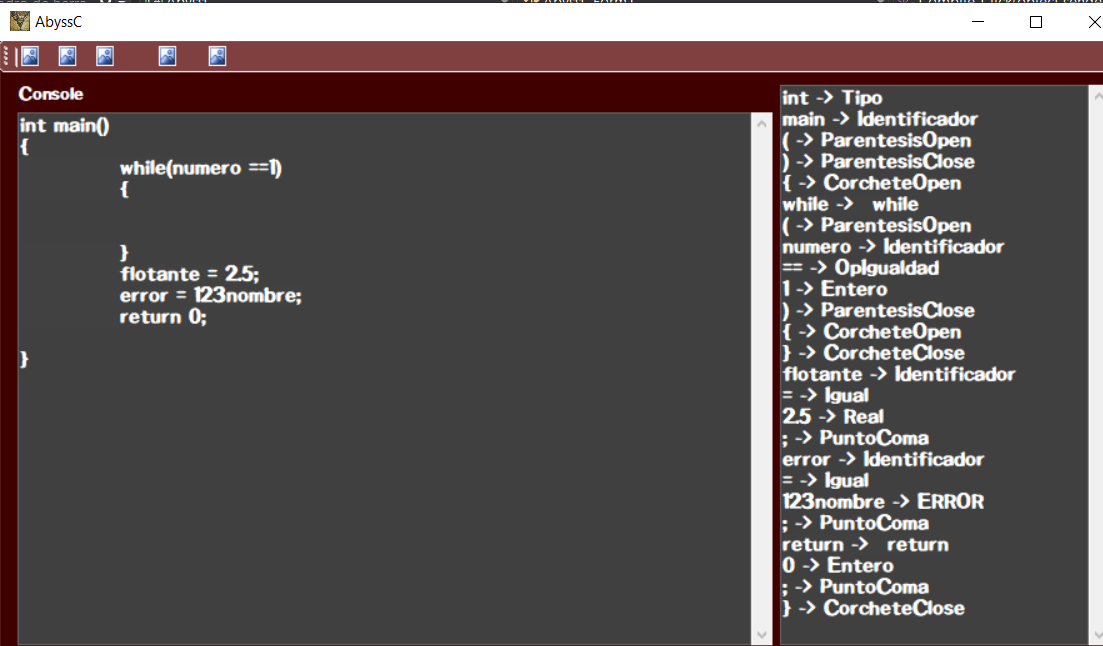 AbyssC
Console
int main()
{
while(numero ==1)
{
}
flotante = 2.5;
error = 123nombre;
return 0;
}
int -> Tipo
main -> Identificador
( -> ParentesisOpen
) -> ParentesisClose
{ -> CorcheteOpen
while -> while
( -> ParentesisOpen
numero -> Identificador
== -> OpIgualdad
1 -> Entero
) -> ParentesisClose
{ -> CorcheteOpen
} -> CorcheteClose
flotante -> Identificador
= -> Igual
2.5 -> Real
; -> PuntoComa
error -> Identificador
= -> Igual
123nombre -> ERROR
; -> PuntoComa
return -> return
0 -> Entero
; -> PuntoComa
} -> CorcheteClose